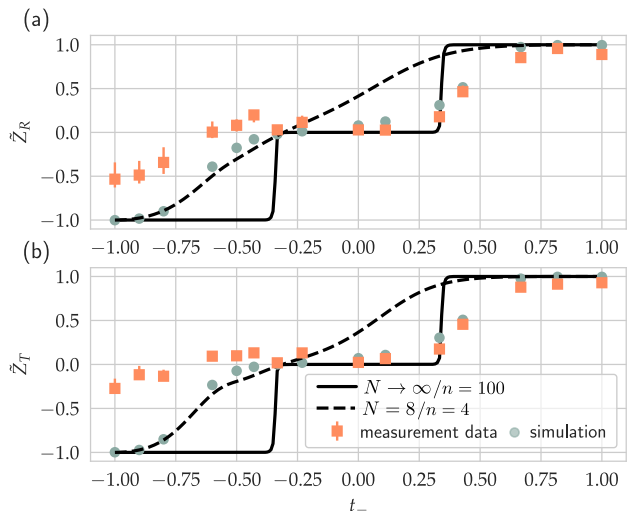 (a)
1.0
0.5
0.0
−0.5
−1.0
Z̃_R
−1.00 −0.75 −0.50 −0.25 0.00 0.25 0.50 0.75 1.00
(b)
1.0
0.5
0.0
−0.5
−1.0
Z̃_T
N → ∞/n = 100
N = 8/n = 4
measurement data simulation
−1.00 −0.75 −0.50 −0.25 0.00 0.25 0.50 0.75 1.00
t_−